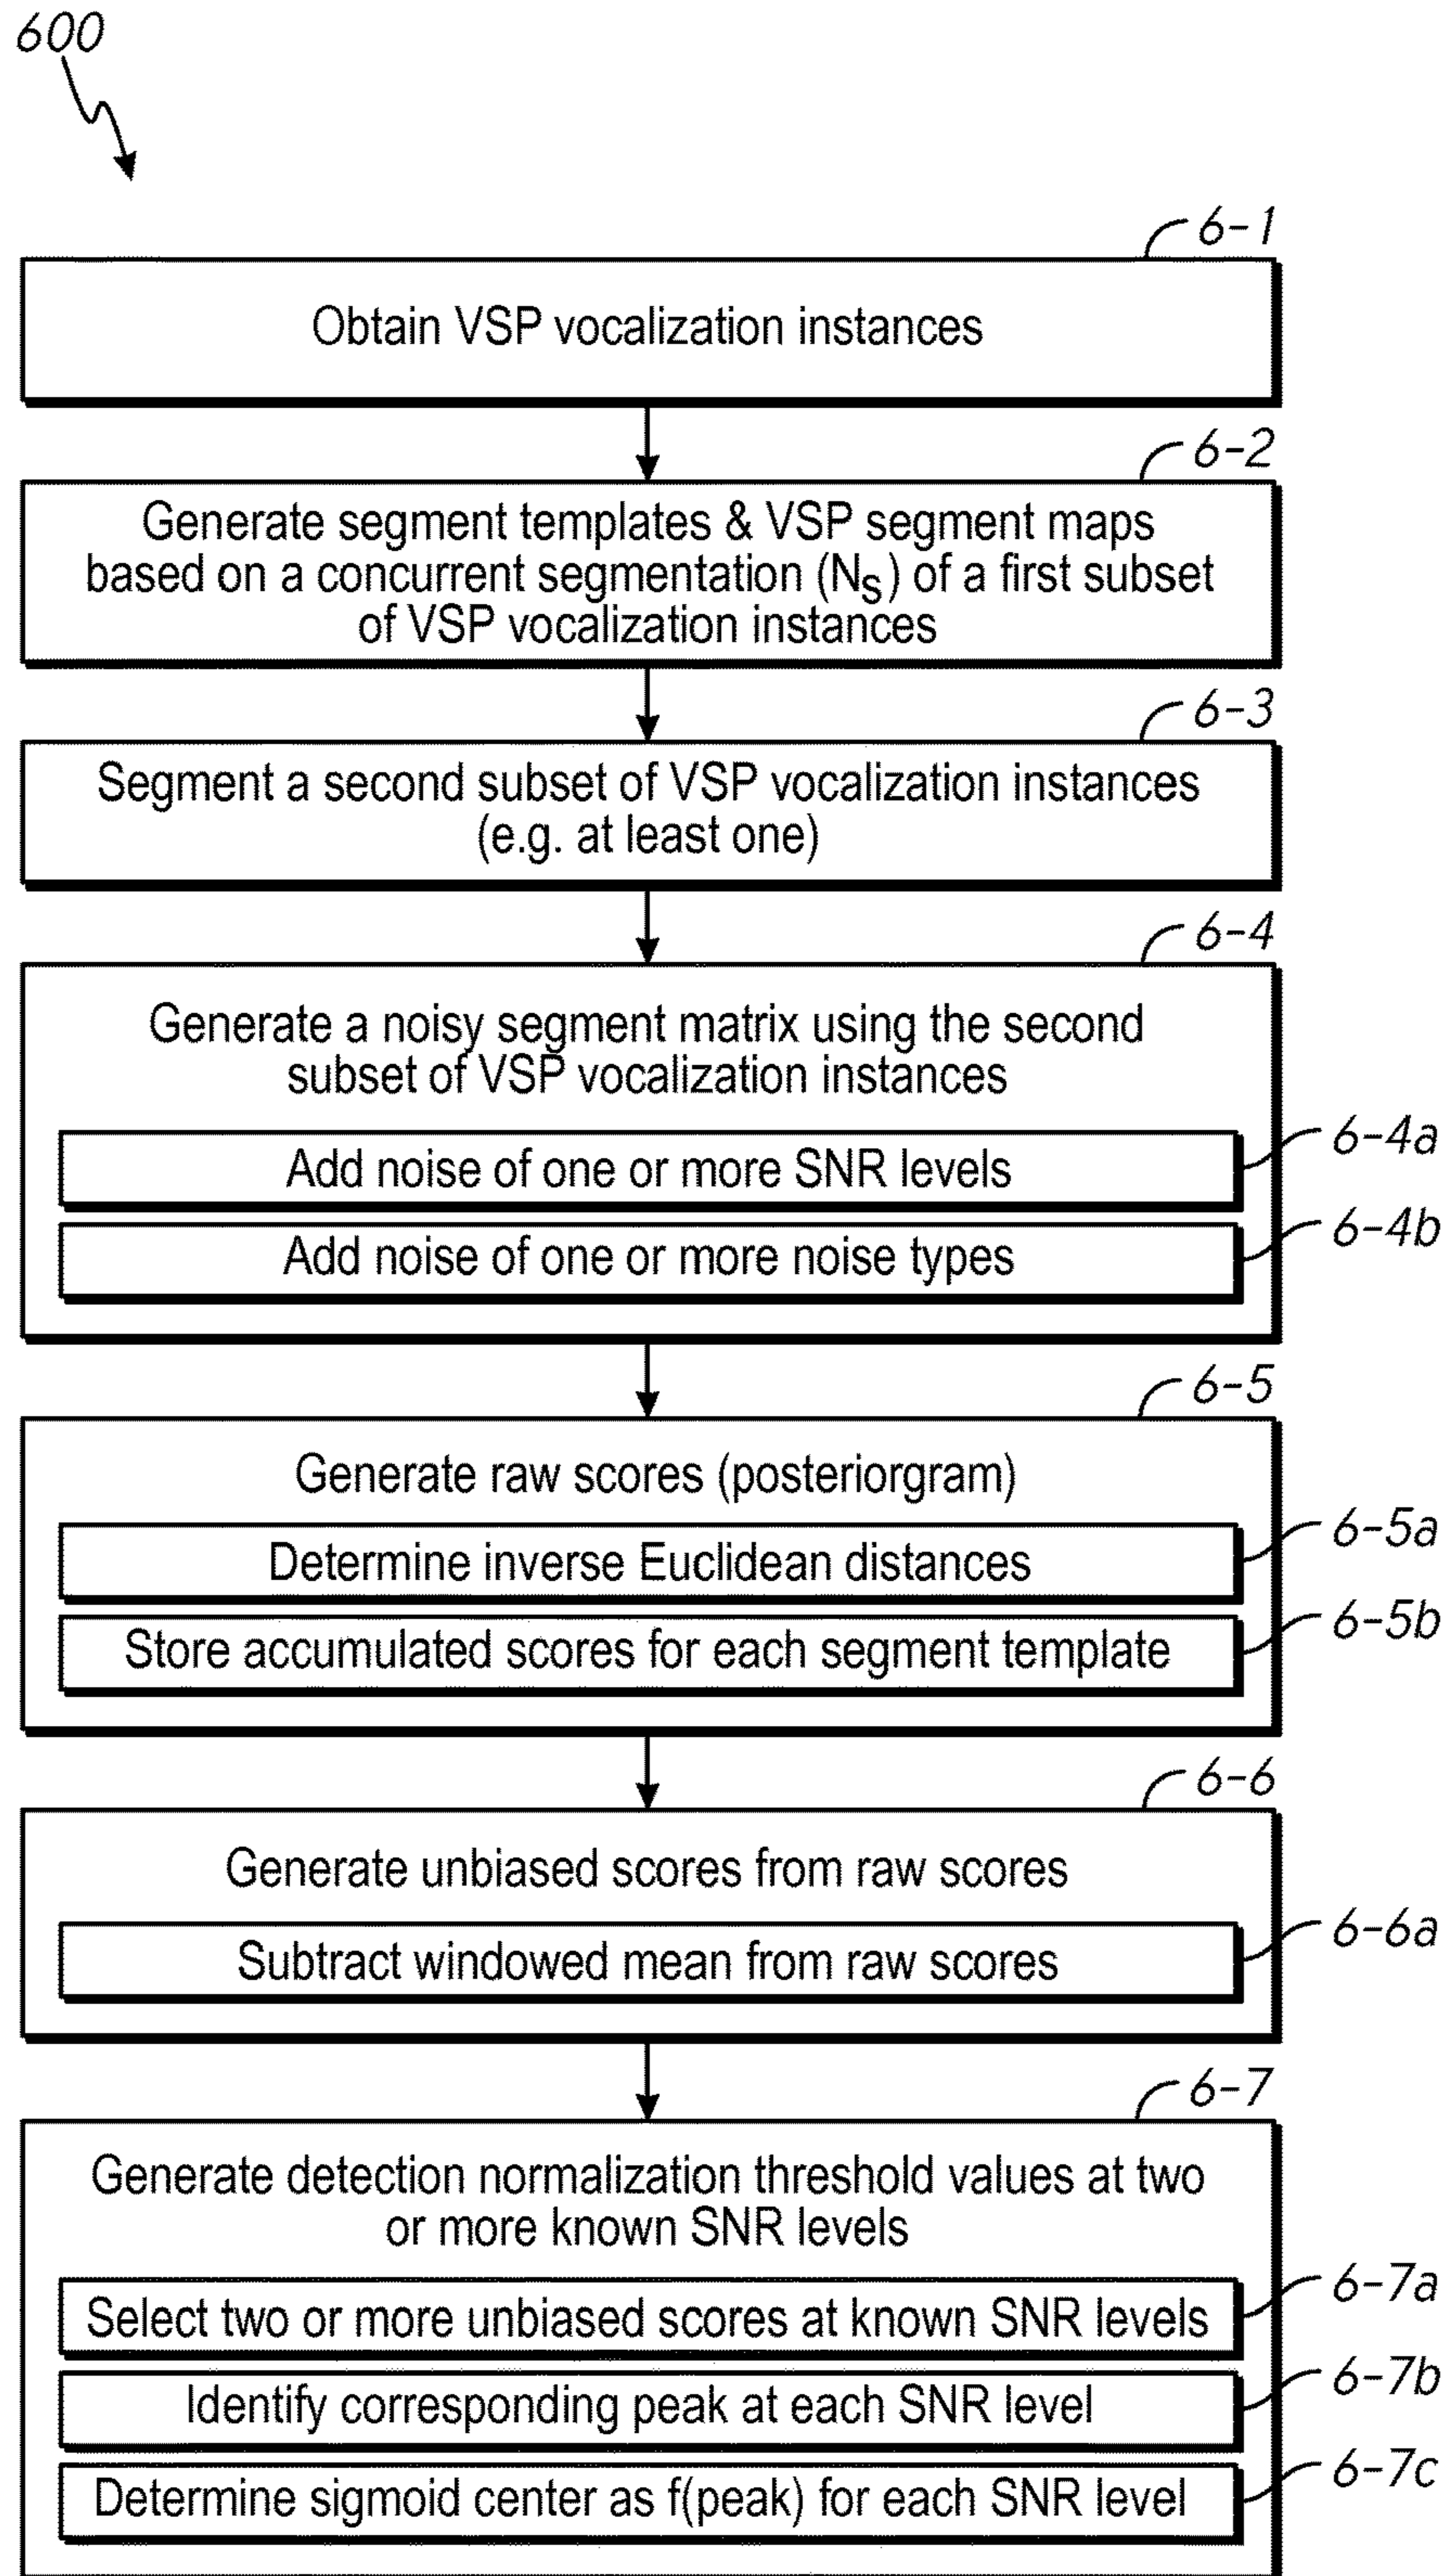 600
6-1
Obtain VSP vocalization instances
6-2
Generate segment templates & VSP segment maps
based on a concurrent segmentation (NS) of a first subset
of VSP vocalization instances
6-3
Segment a second subset of VSP vocalization instances
(e.g. at least one)
6-4
Generate a noisy segment matrix using the second
subset of VSP vocalization instances
6-4a
Add noise of one or more SNR levels
6-4b
Add noise of one or more noise types
6-5
Generate raw scores (posteriorgram)
6-5a
Determine inverse Euclidean distances
6-5b
Store accumulated scores for each segment template
6-6
Generate unbiased scores from raw scores
6-6a
Subtract windowed mean from raw scores
6-7
Generate detection normalization threshold values at two
or more known SNR levels
6-7a
Select two or more unbiased scores at known SNR levels
6-7b
Identify corresponding peak at each SNR level
6-7c
Determine sigmoid center as f(peak) for each SNR level